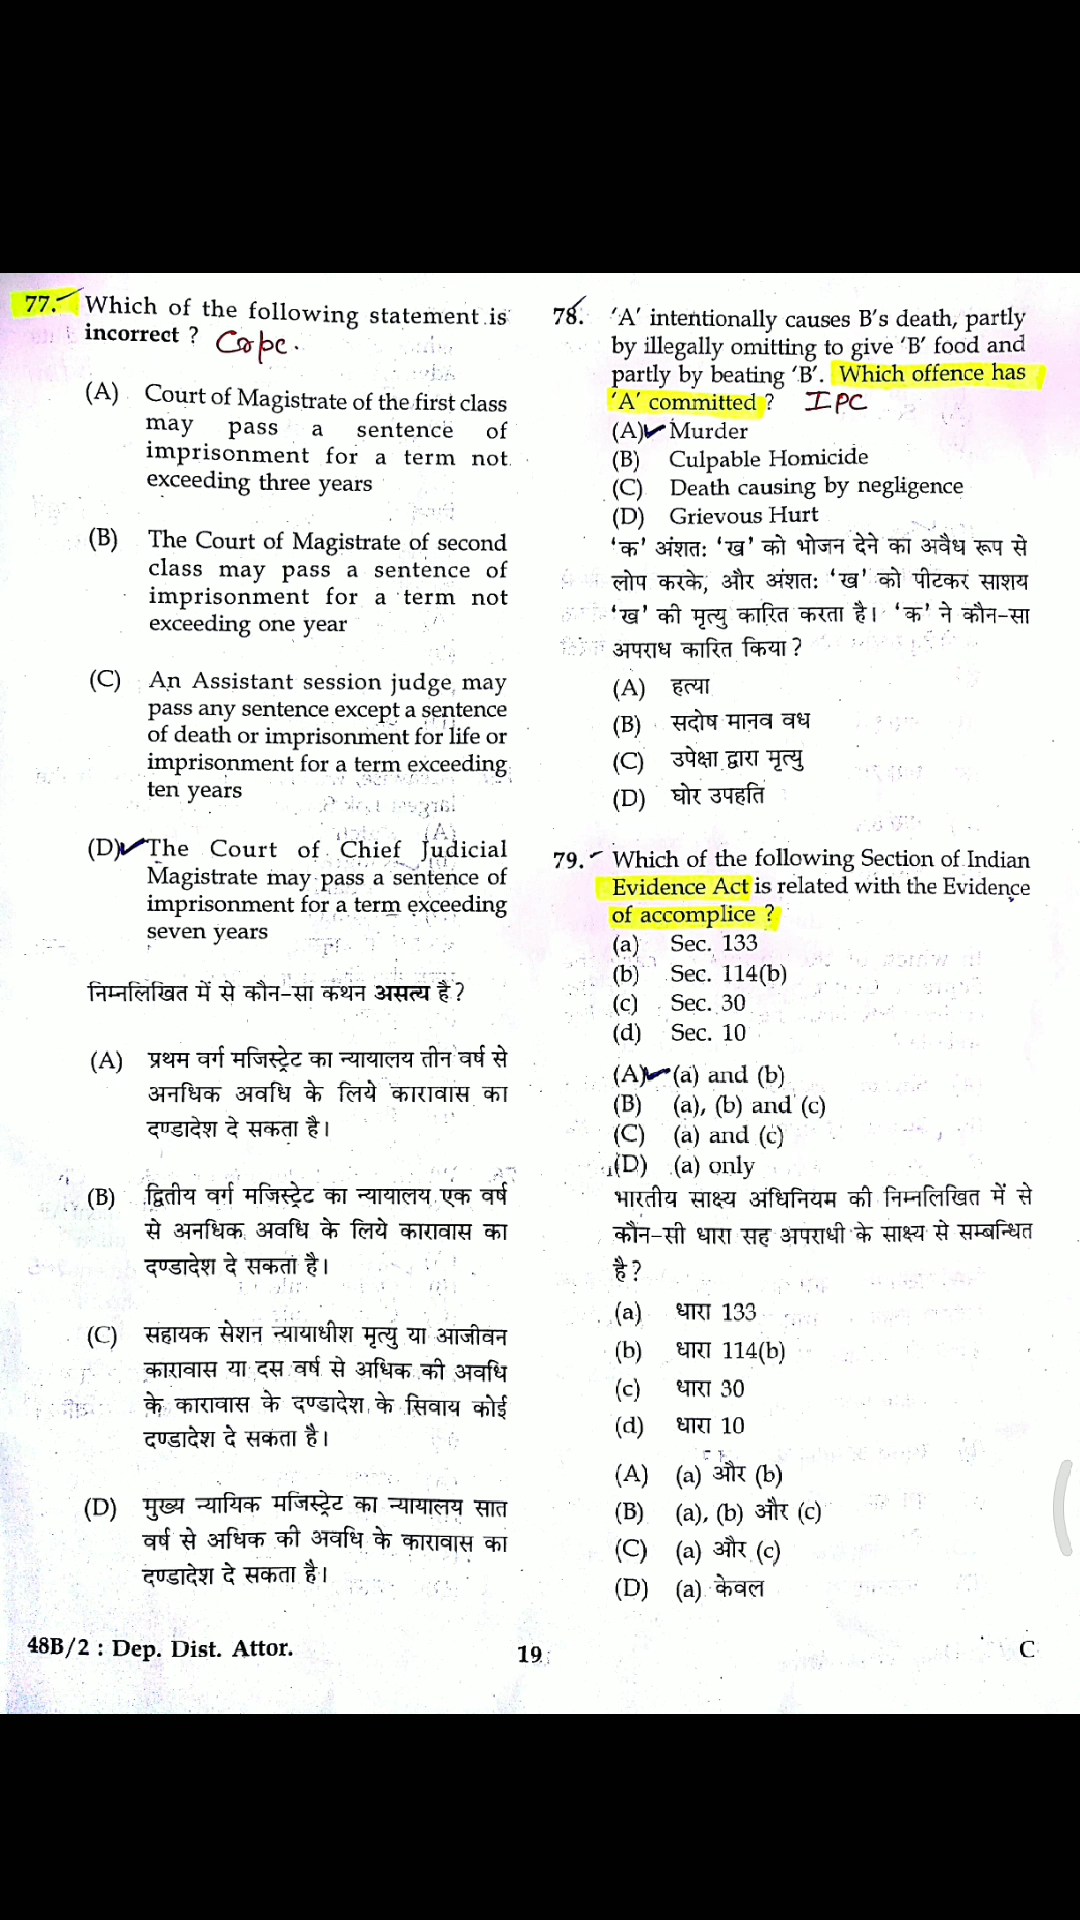 77. Which of the following statement is
incorrect ? Crpc.
(A) Court of Magistrate of the first class
may pass a sentence of
imprisonment for a term not
exceeding three years
(B) The Court of Magistrate of second
class may pass a sentence of
imprisonment for a term not
exceeding one year
(C) An Assistant session judge may
pass any sentence except a sentence
of death or imprisonment for life or
imprisonment for a term exceeding
ten years
(D) The Court of Chief Judicial
Magistrate may pass a sentence of
imprisonment for a term exceeding
seven years
निम्नलिखित में से कौन-सा कथन असत्य है ?
(A) प्रथम वर्ग मजिस्ट्रेट का न्यायालय तीन वर्ष से
अनधिक अवधि के लिये कारावास का
दण्डादेश दे सकता है।
(B) द्वितीय वर्ग मजिस्ट्रेट का न्यायालय एक वर्ष
से अनधिक अवधि के लिये कारावास का
दण्डादेश दे सकता है।
(C) सहायक सेशन न्यायाधीश मृत्यु या आजीवन
कारावास या दस वर्ष से अधिक की अवधि
के कारावास के दण्डादेश के सिवाय कोई
दण्डादेश दे सकता है।
(D) मुख्य न्यायिक मजिस्ट्रेट का न्यायालय सात
वर्ष से अधिक की अवधि के कारावास का
दण्डादेश दे सकता है।
78. 'A' intentionally causes B's death, partly
by illegally omitting to give 'B' food and
partly by beating 'B'. Which offence has
'A' committed ? IPC
(A) Murder
(B) Culpable Homicide
(C) Death causing by negligence
(D) Grievous Hurt
'क' अंशत: 'ख' को भोजन देने का अवैध रूप से
लोप करके, और अंशत: 'ख' को पीटकर साशय
'ख' की मृत्यु कारित करता है। 'क' ने कौन-सा
अपराध कारित किया ?
(A) हत्या
(B) सदोष मानव वध
(C) उपेक्षा द्वारा मृत्यु
(D) घोर उपहति
79. Which of the following Section of Indian
Evidence Act is related with the Evidence
of accomplice ?
(a) Sec. 133
(b) Sec. 114(b)
(c) Sec. 30
(d) Sec. 10
(A) (a) and (b)
(B) (a), (b) and (c)
(C) (a) and (c)
(D) (a) only
भारतीय साक्ष्य अधिनियम की निम्नलिखित में से
कौन-सी धारा सह अपराधी के साक्ष्य से सम्बन्धित
है ?
(a) धारा 133
(b) धारा 114(b)
(c) धारा 30
(d) धारा 10
(A) (a) और (b)
(B) (a), (b) और (c)
(C) (a) और (c)
(D) (a) केवल
48B/2 : Dep. Dist. Attor. 19 C